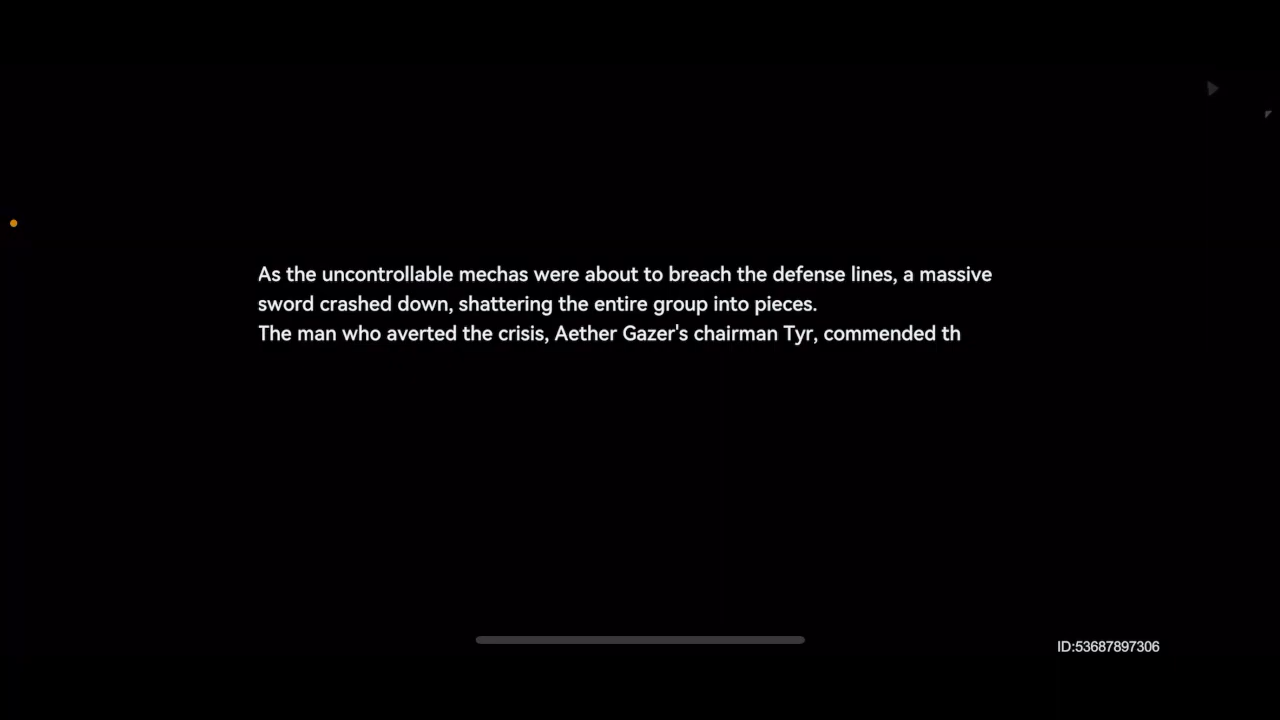 As the uncontrollable mechas were about to breach the defense lines, a massive
sword crashed down, shattering the entire group into pieces.
The man who averted the crisis, Aether Gazer's chairman Tyr, commended th
ID:53687897306